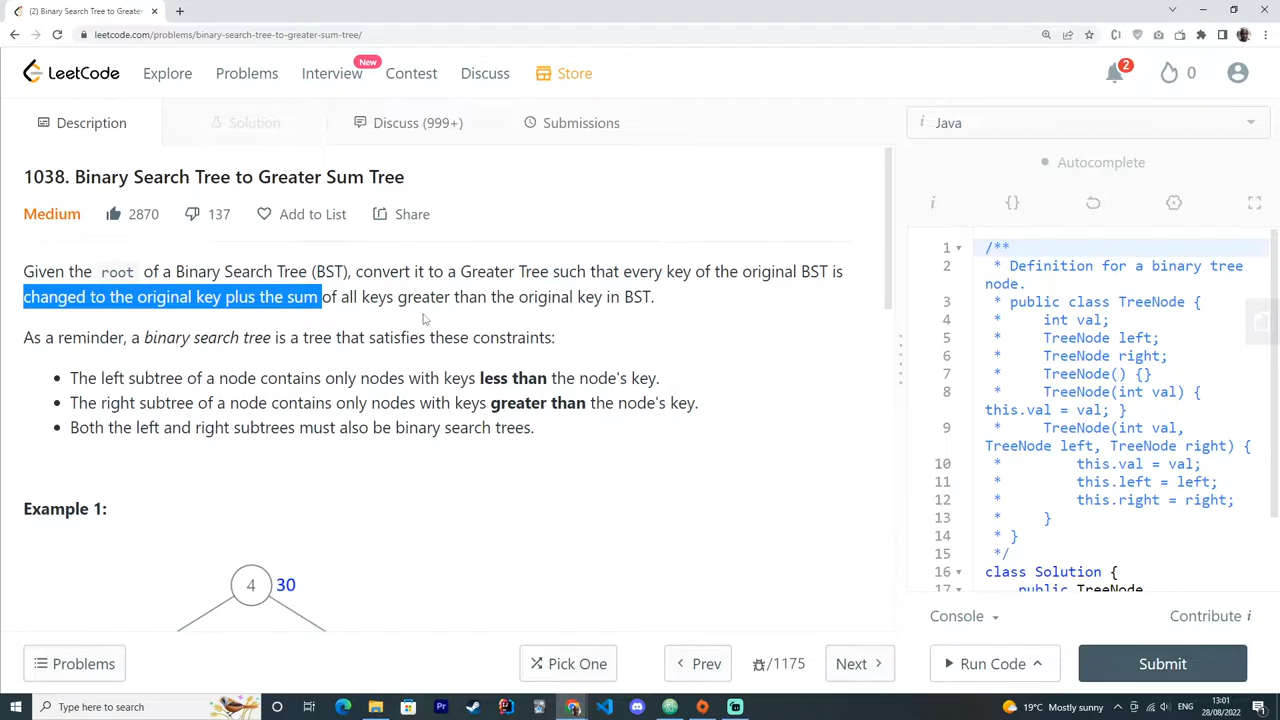 (2) Binary Search Tree to Greater
leetcode.com/problems/binary-search-tree-to-greater-sum-tree/
LeetCode
Explore
Problems
Interview
New
Contest
Discuss
Store
2
0
Description
Solution
Discuss (999+)
Submissions
i Java
1038. Binary Search Tree to Greater Sum Tree
Autocomplete
Medium
2870
137
Add to List
Share
i
{}
Given the root of a Binary Search Tree (BST), convert it to a Greater Tree such that every key of the original BST is
changed to the original key plus the sum of all keys greater than the original key in BST.
As a reminder, a binary search tree is a tree that satisfies these constraints:
• The left subtree of a node contains only nodes with keys less than the node's key.
• The right subtree of a node contains only nodes with keys greater than the node's key.
• Both the left and right subtrees must also be binary search trees.
Example 1:
4
30
1 /**
2 * Definition for a binary tree
node.
3 * public class TreeNode {
4 * int val;
5 * TreeNode left;
6 * TreeNode right;
7 * TreeNode() {}
8 * TreeNode(int val) {
this.val = val; }
9 * TreeNode(int val,
TreeNode left, TreeNode right) {
10 * this.val = val;
11 * this.left = left;
12 * this.right = right;
13 * }
14 * }
15 */
16 class Solution {
17 public TreeNode
Console
Contribute i
Problems
Pick One
Prev
/1175
Next
Run Code
Submit
Type here to search
Pr
19°C Mostly sunny
ENG
13:01
28/08/2022